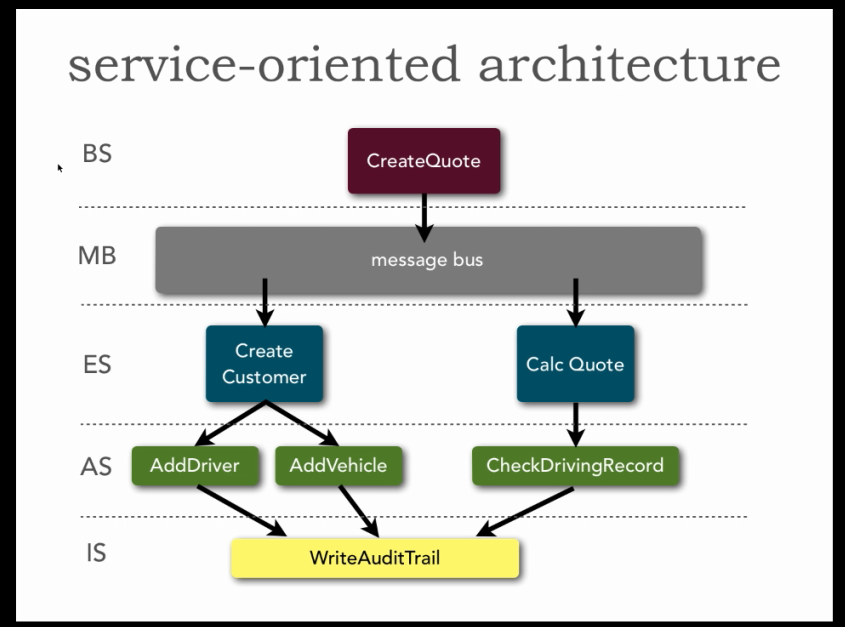 service-oriented architecture
BS
CreateQuote
MB
message bus
ES
Create
Customer
Calc Quote
AS
AddDriver
AddVehicle
CheckDrivingRecord
IS
WriteAuditTrail